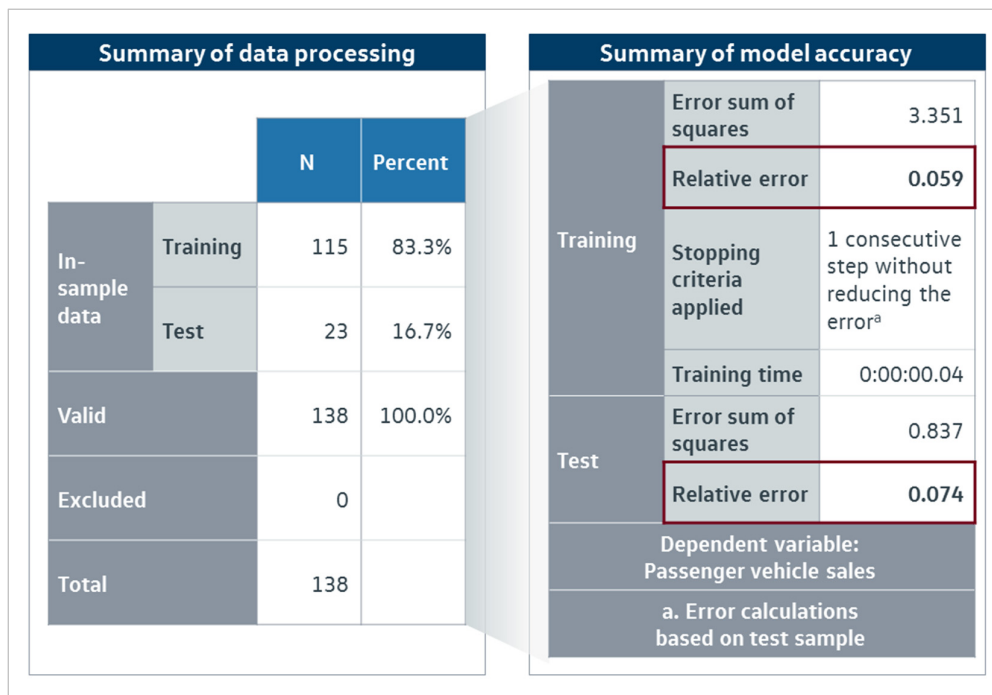 Summary of data processing
N Percent
In-
sample
data
Training 115 83.3%
Test 23 16.7%
Valid 138 100.0%
Excluded 0
Total 138
Summary of model accuracy
Training
Error sum of
squares
3.351
Relative error 0.059
Stopping
criteria
applied
1 consecutive
step without
reducing the
errorᵃ
Training time 0:00:00.04
Test
Error sum of
squares
0.837
Relative error 0.074
Dependent variable:
Passenger vehicle sales
a. Error calculations
based on test sample